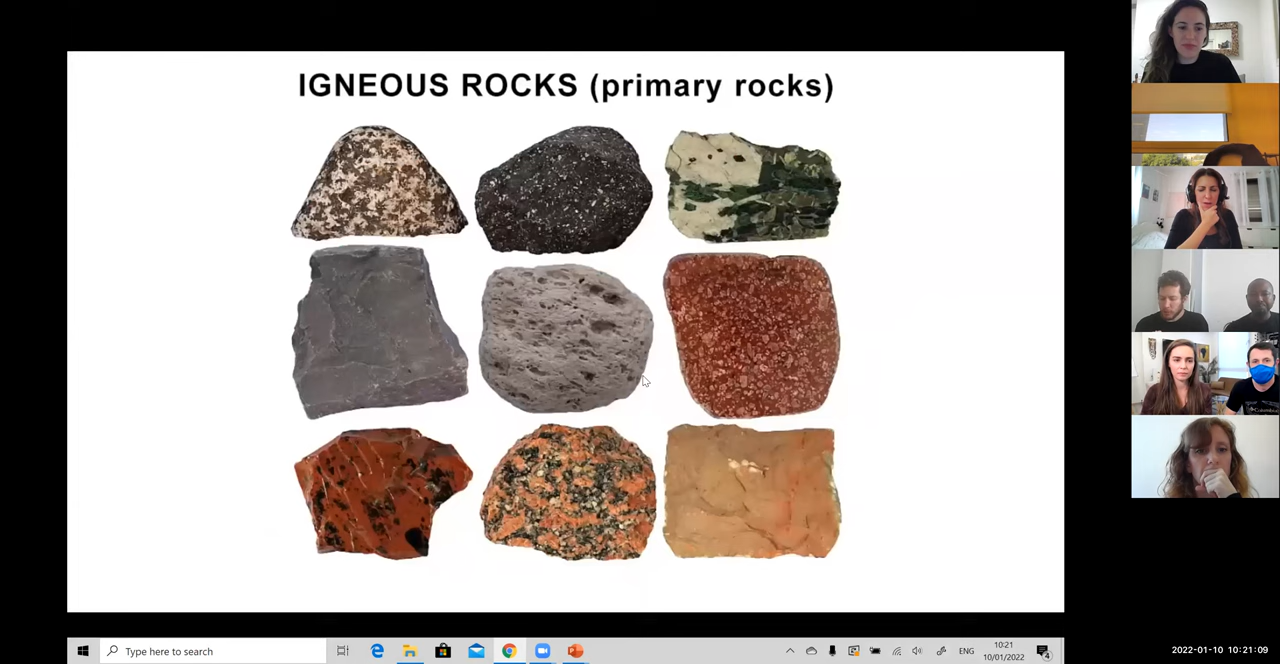 IGNEOUS ROCKS (primary rocks)
Type here to search
ENG
10:21
10/01/2022
4
2022-01-10 10:21:09